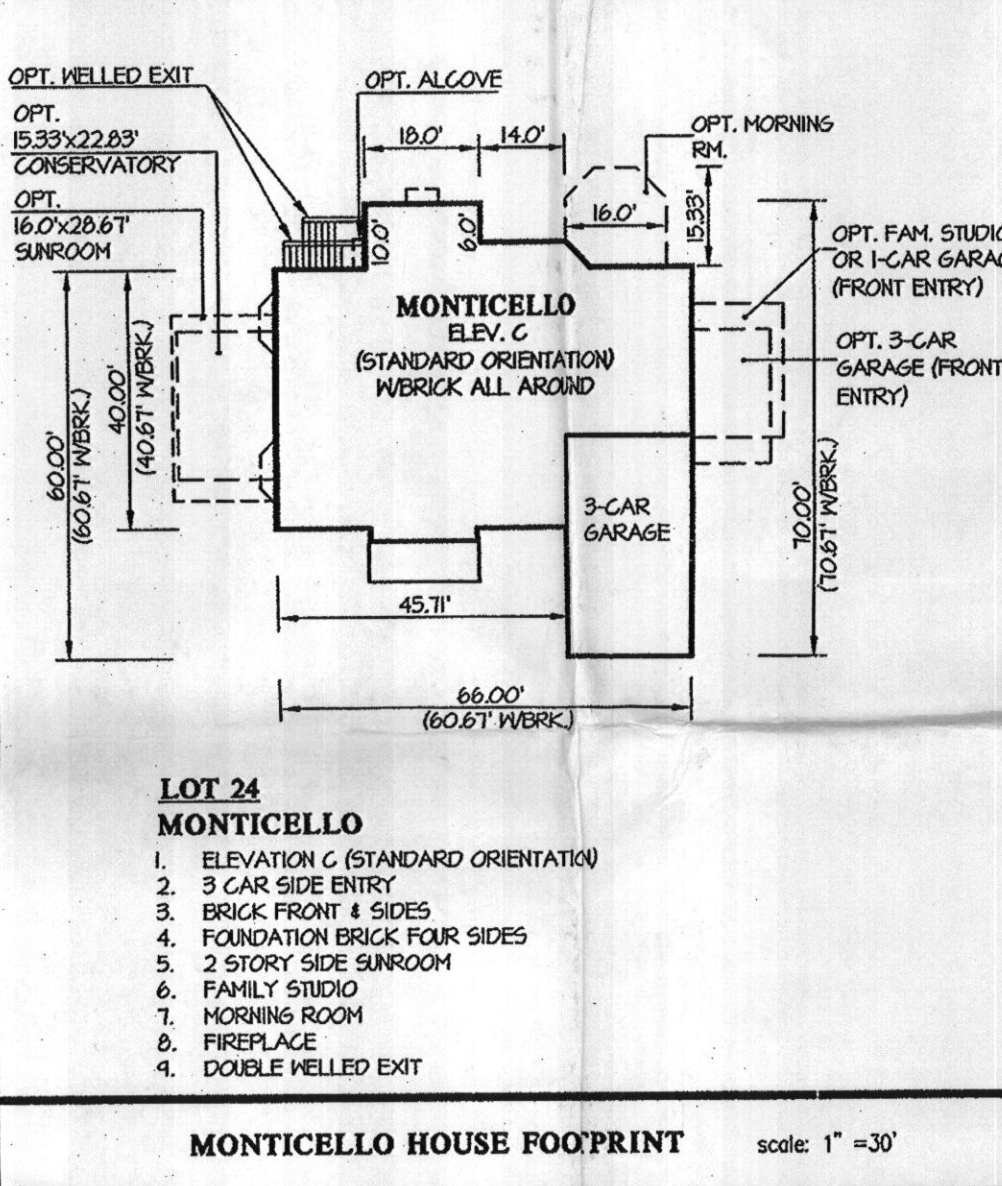 OPT. WELLED EXIT
OPT.
15.33'x22.83'
CONSERVATORY
OPT.
16.0'x28.67'
SUNROOM
OPT. ALCOVE
18.0'
14.0'
OPT. MORNING
RM.
16.0'
15.33'
10.0'
6.0'
OPT. FAM. STUDIO
OR 1-CAR GARAG
(FRONT ENTRY)
OPT. 3-CAR
GARAGE (FRONT
ENTRY)
MONTICELLO
ELEV. C
(STANDARD ORIENTATION)
W/BRICK ALL AROUND
60.00'
(60.67' W/BRK.)
40.00'
(40.67' W/BRK.)
3-CAR
GARAGE
70.00'
(70.67' W/BRK.)
45.71'
66.00'
(60.67' W/BRK.)
LOT 24
MONTICELLO
1. ELEVATION C (STANDARD ORIENTATION)
2. 3 CAR SIDE ENTRY
3. BRICK FRONT & SIDES
4. FOUNDATION BRICK FOUR SIDES
5. 2 STORY SIDE SUNROOM
6. FAMILY STUDIO
7. MORNING ROOM
8. FIREPLACE
9. DOUBLE WELLED EXIT
MONTICELLO HOUSE FOOTPRINT
scale: 1" =30'